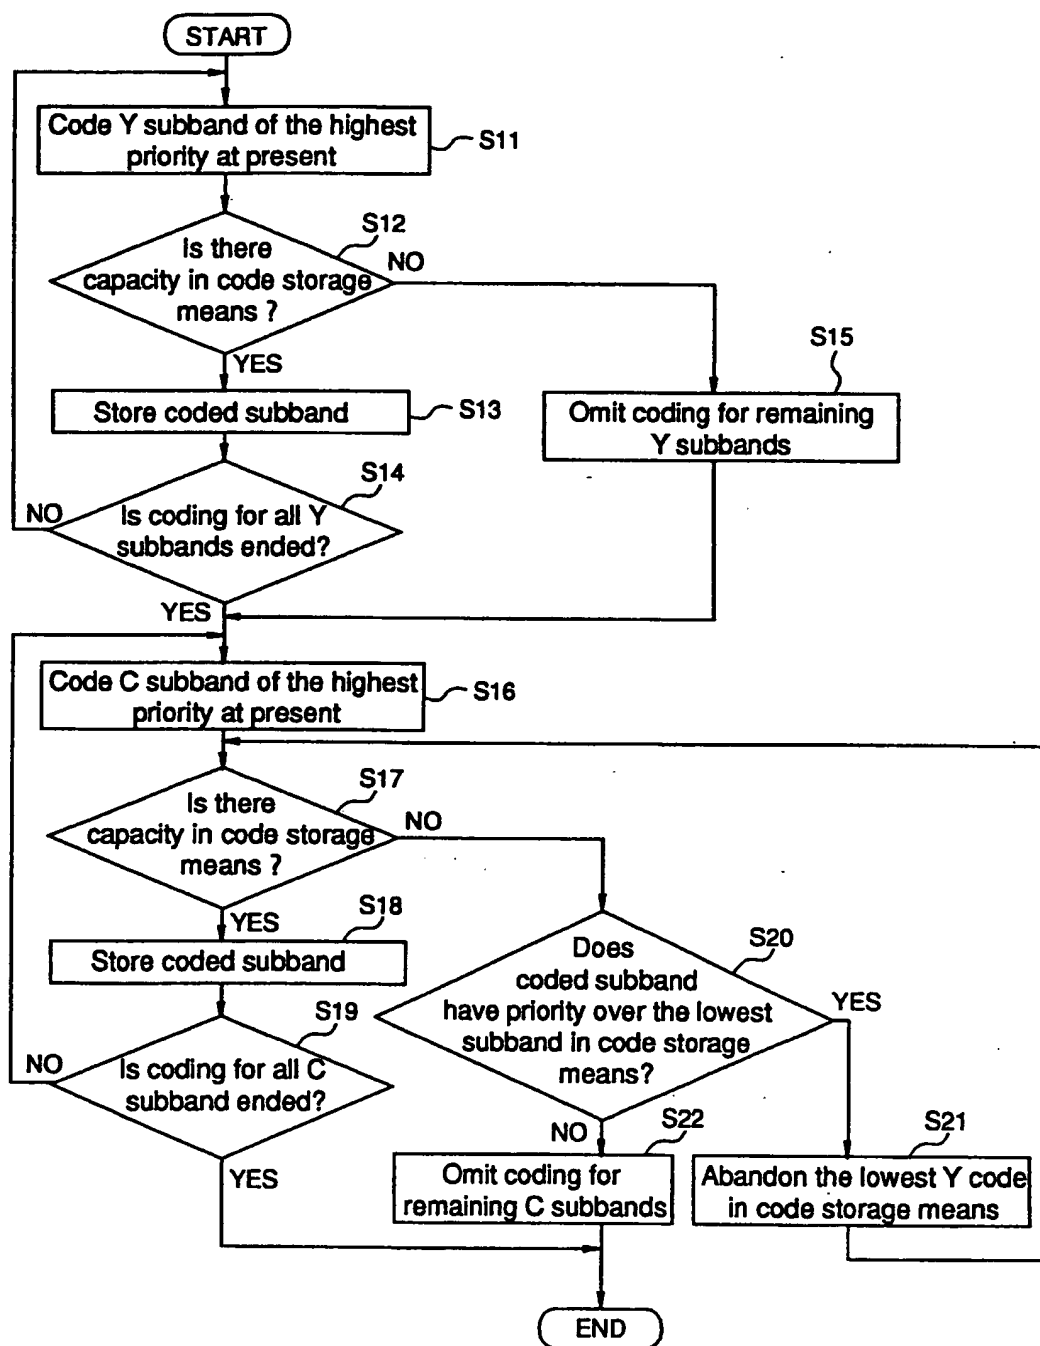 START
Code Y subband of the highest
priority at present
S11
S12
Is there
capacity in code storage
means ?
NO
YES
S15
Store coded subband
S13
Omit coding for remaining
Y subbands
S14
NO
Is coding for all Y
subbands ended?
YES
Code C subband of the highest
priority at present
S16
S17
Is there
capacity in code storage
means ?
NO
YES
S18
Store coded subband
S20
Does
coded subband
have priority over the lowest
subband in code storage
means?
YES
S19
NO
Is coding for all C
subband ended?
YES
NO
S22
Omit coding for
remaining C subbands
S21
Abandon the lowest Y code
in code storage means
END